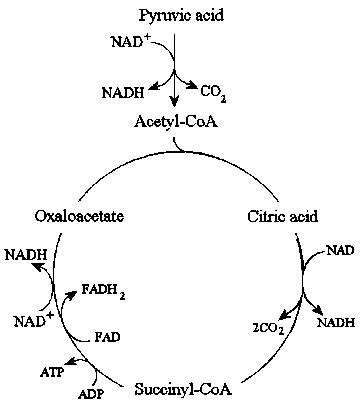 Pyruvic acid
NAD+
NADH
CO2
Acetyl-CoA
Oxaloacetate
Citric acid
NADH
NAD
FADH2
NAD+
2CO2
NADH
FAD
ATP
ADP
Succinyl-CoA